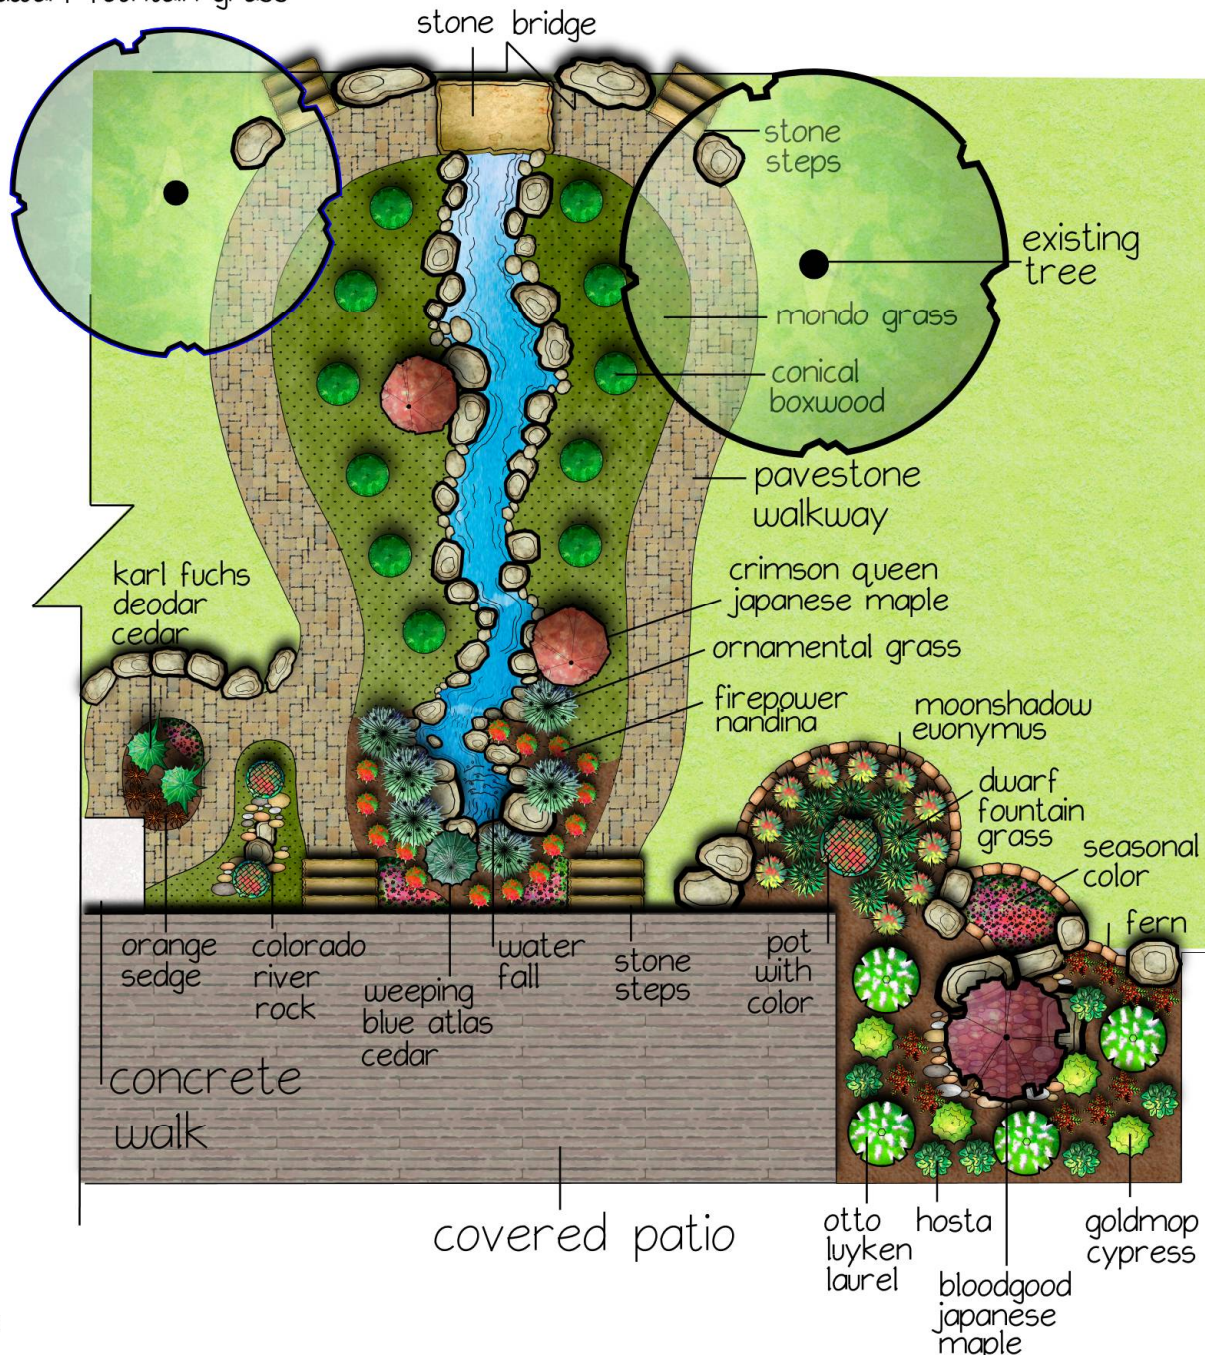 fountain grass
stone bridge
stone
steps
existing
tree
mondo grass
conical
boxwood
pavestone
walkway
karl fuchs
deodar
cedar
crimson queen
japanese maple
ornamental grass
firepower
nandina
moonshadow
euonymus
dwarf
fountain
grass
seasonal
color
fern
orange
sedge
colorado
river
rock
weeping
blue atlas
cedar
water
fall
stone
steps
pot
with
color
concrete
walk
covered patio
otto
luyken
laurel
hosta
bloodgood
japanese
maple
goldmop
cypress